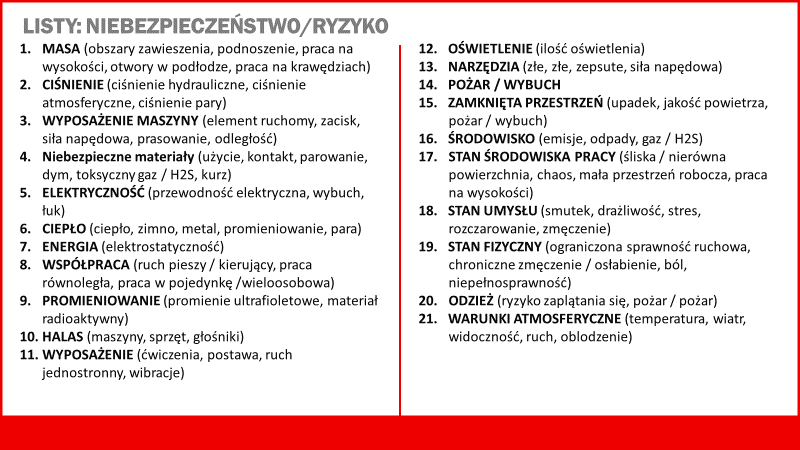 LISTY: NIEBEZPIECZEŃSTWO/RYZYKO
1. MASA (obszary zawieszenia, podnoszenie, praca na
wysokości, otwory w podłodze, praca na krawędziach)
2. CIŚNIENIE (ciśnienie hydrauliczne, ciśnienie
atmosferyczne, ciśnienie pary)
3. WYPOSAŻENIE MASZYNY (element ruchomy, zacisk,
siła napędowa, prasowanie, odległość)
4. Niebezpieczne materiały (użycie, kontakt, parowanie,
dym, toksyczny gaz / H2S, kurz)
5. ELEKTRYCZNOŚĆ (przewodność elektryczna, wybuch,
łuk)
6. CIEPŁO (ciepło, zimno, metal, promieniowanie, para)
7. ENERGIA (elektrostatyczność)
8. WSPÓŁPRACA (ruch pieszy / kierujący, praca
równoległa, praca w pojedynkę /wieloosobowa)
9. PROMIENIOWANIE (promienie ultrafioletowe, materiał
radioaktywny)
10. HALAS (maszyny, sprzęt, głośniki)
11. WYPOSAŻENIE (ćwiczenia, postawa, ruch
jednostronny, wibracje)
12. OŚWIETLENIE (ilość oświetlenia)
13. NARZĘDZIA (złe, złe, zepsute, siła napędowa)
14. POŻAR / WYBUCH
15. ZAMKNIĘTA PRZESTRZEŃ (upadek, jakość powietrza,
pożar / wybuch)
16. ŚRODOWISKO (emisje, odpady, gaz / H2S)
17. STAN ŚRODOWISKA PRACY (śliska / nierówna
powierzchnia, chaos, mała przestrzeń robocza, praca
na wysokości)
18. STAN UMYSŁU (smutek, drażliwość, stres,
rozczarowanie, zmęczenie)
19. STAN FIZYCZNY (ograniczona sprawność ruchowa,
chroniczne zmęczenie / osłabienie, ból,
niepełnosprawność)
20. ODZIEŻ (ryzyko zaplątania się, pożar / pożar)
21. WARUNKI ATMOSFERYCZNE (temperatura, wiatr,
widoczność, ruch, oblodzenie)